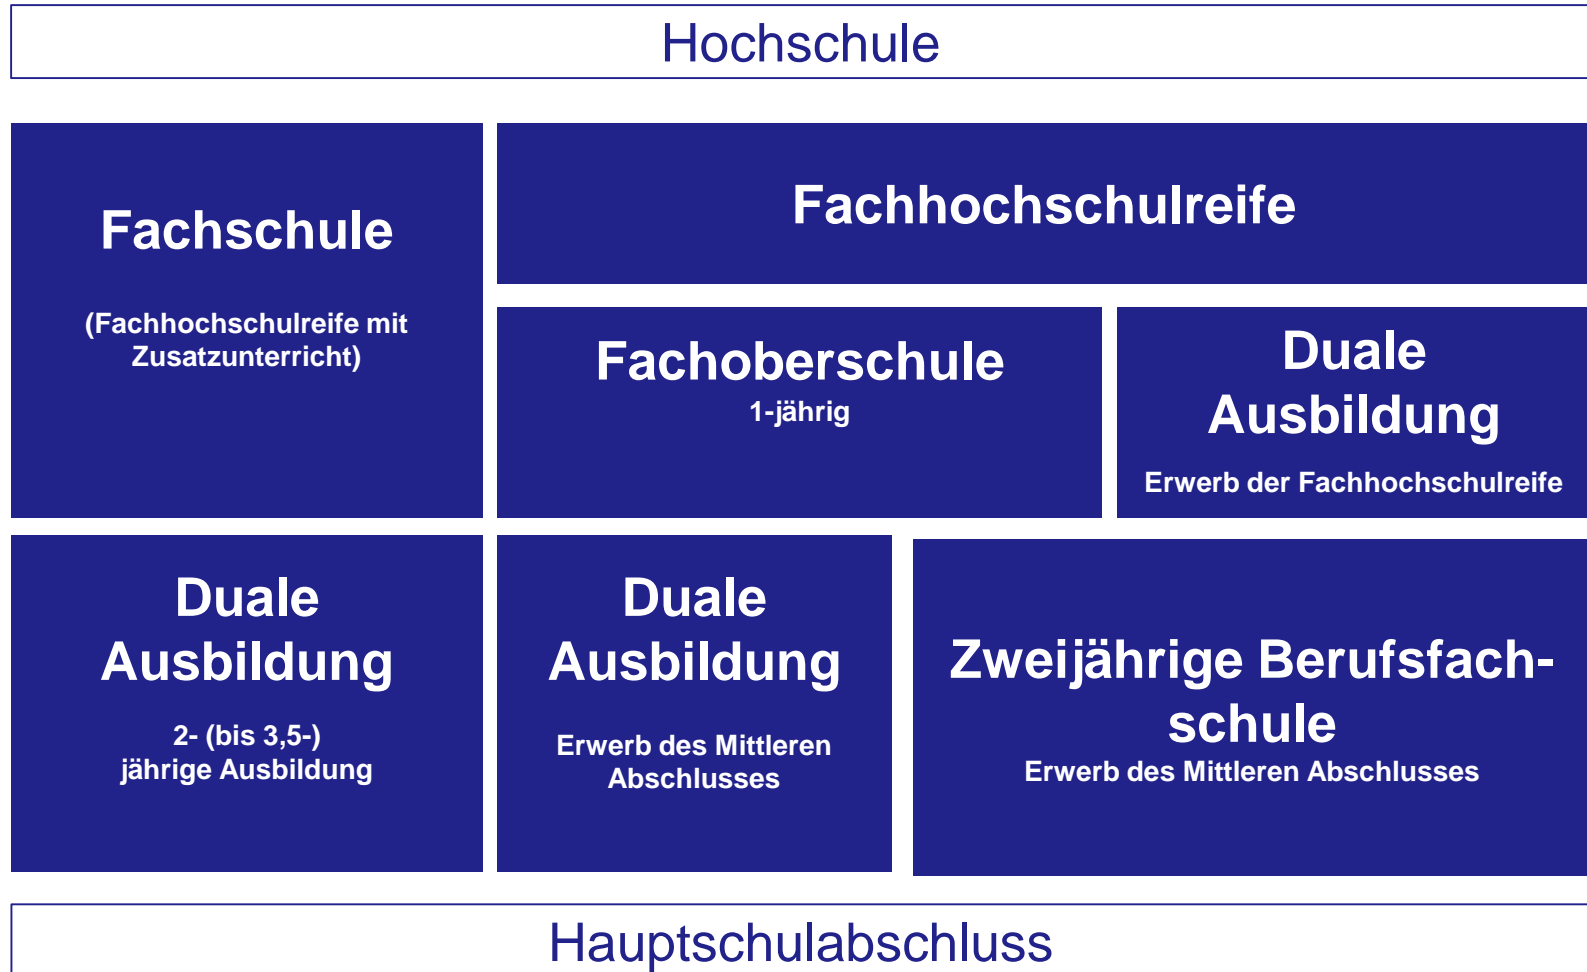 Hochschule
Fachschule
(Fachhochschulreife mit
Zusatzunterricht)
Fachhochschulreife
Fachoberschule
1-jährig
Duale
Ausbildung
Erwerb der Fachhochschulreife
Duale
Ausbildung
2- (bis 3,5-)
jährige Ausbildung
Duale
Ausbildung
Erwerb des Mittleren
Abschlusses
Zweijährige Berufsfach-
schule
Erwerb des Mittleren Abschlusses
Hauptschulabschluss